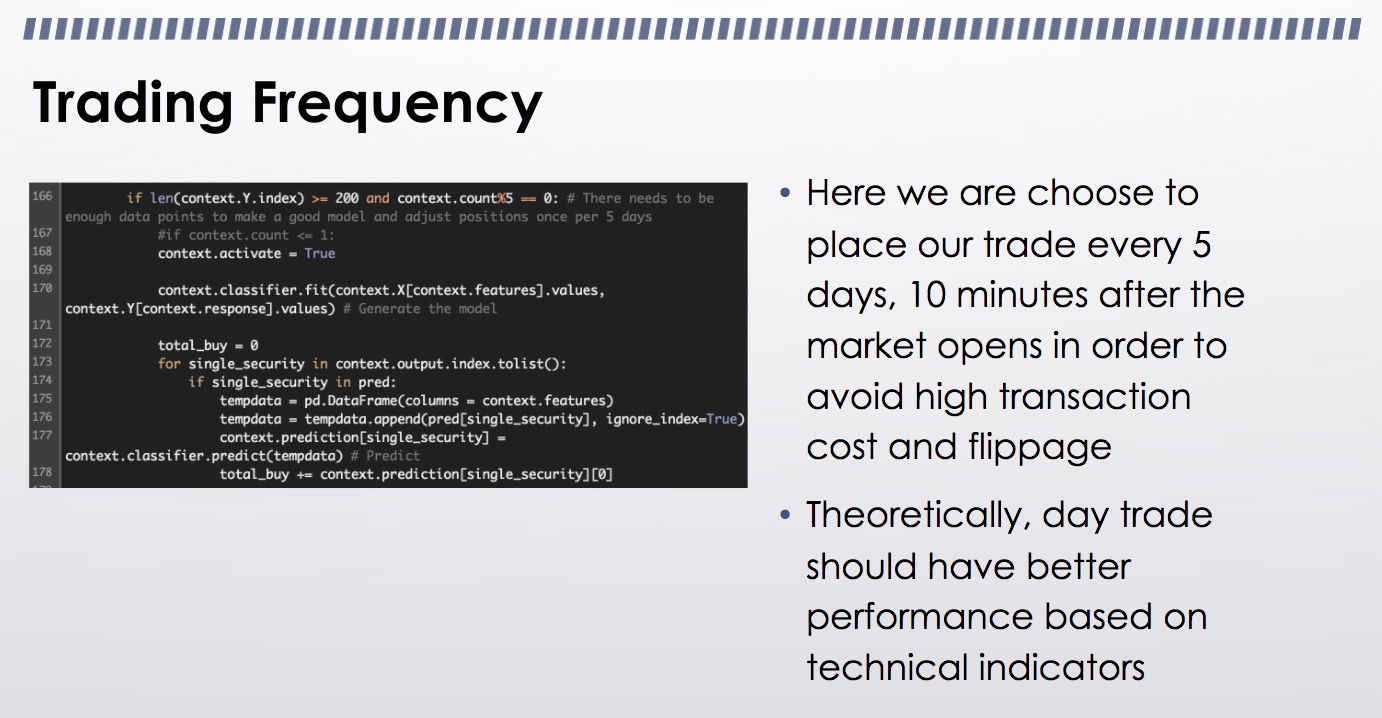 Trading Frequency
166 if len(context.Y.index) >= 200 and context.count%5 == 0: # There needs to be
enough data points to make a good model and adjust positions once per 5 days
167 #if context.count <= 1:
168 context.activate = True
169
170 context.classifier.fit(context.X[context.features].values,
context.Y[context.response].values) # Generate the model
171
172 total_buy = 0
173 for single_security in context.output.index.tolist():
174 if single_security in pred:
175 tempdata = pd.DataFrame(columns = context.features)
176 tempdata = tempdata.append(pred[single_security], ignore_index=True)
177 context.prediction[single_security] =
context.classifier.predict(tempdata) # Predict
178 total_buy += context.prediction[single_security][0]
• Here we are choose to
place our trade every 5
days, 10 minutes after the
market opens in order to
avoid high transaction
cost and flippage
• Theoretically, day trade
should have better
performance based on
technical indicators